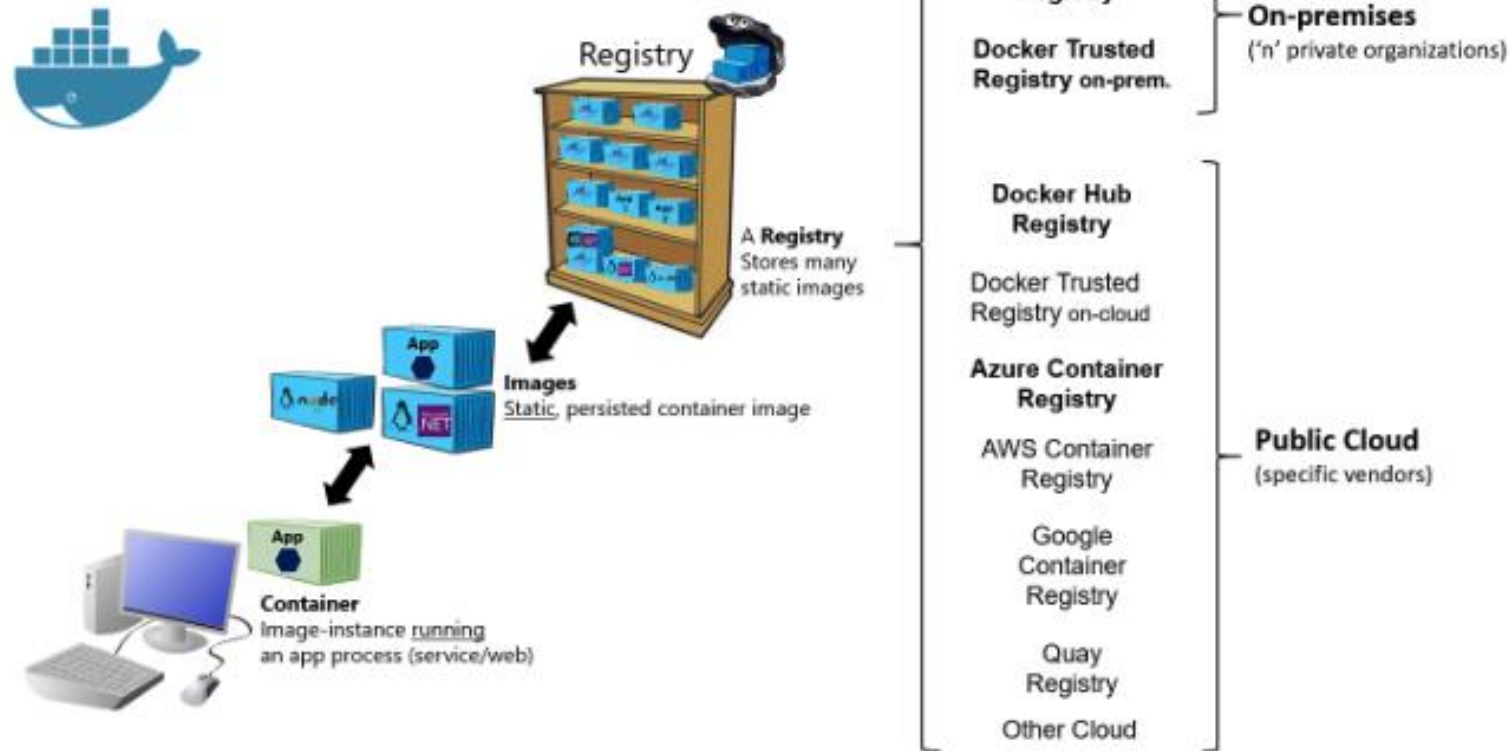 Registry
A Registry
Stores many
static images
App
node
NET
Images
Static, persisted container image
App
Container
Image-instance running
an app process (service/web)
Docker Trusted
Registry on-prem.
On-premises
('n' private organizations)
Docker Hub
Registry
Docker Trusted
Registry on-cloud
Azure Container
Registry
AWS Container
Registry
Google
Container
Registry
Quay
Registry
Other Cloud
Public Cloud
(specific vendors)